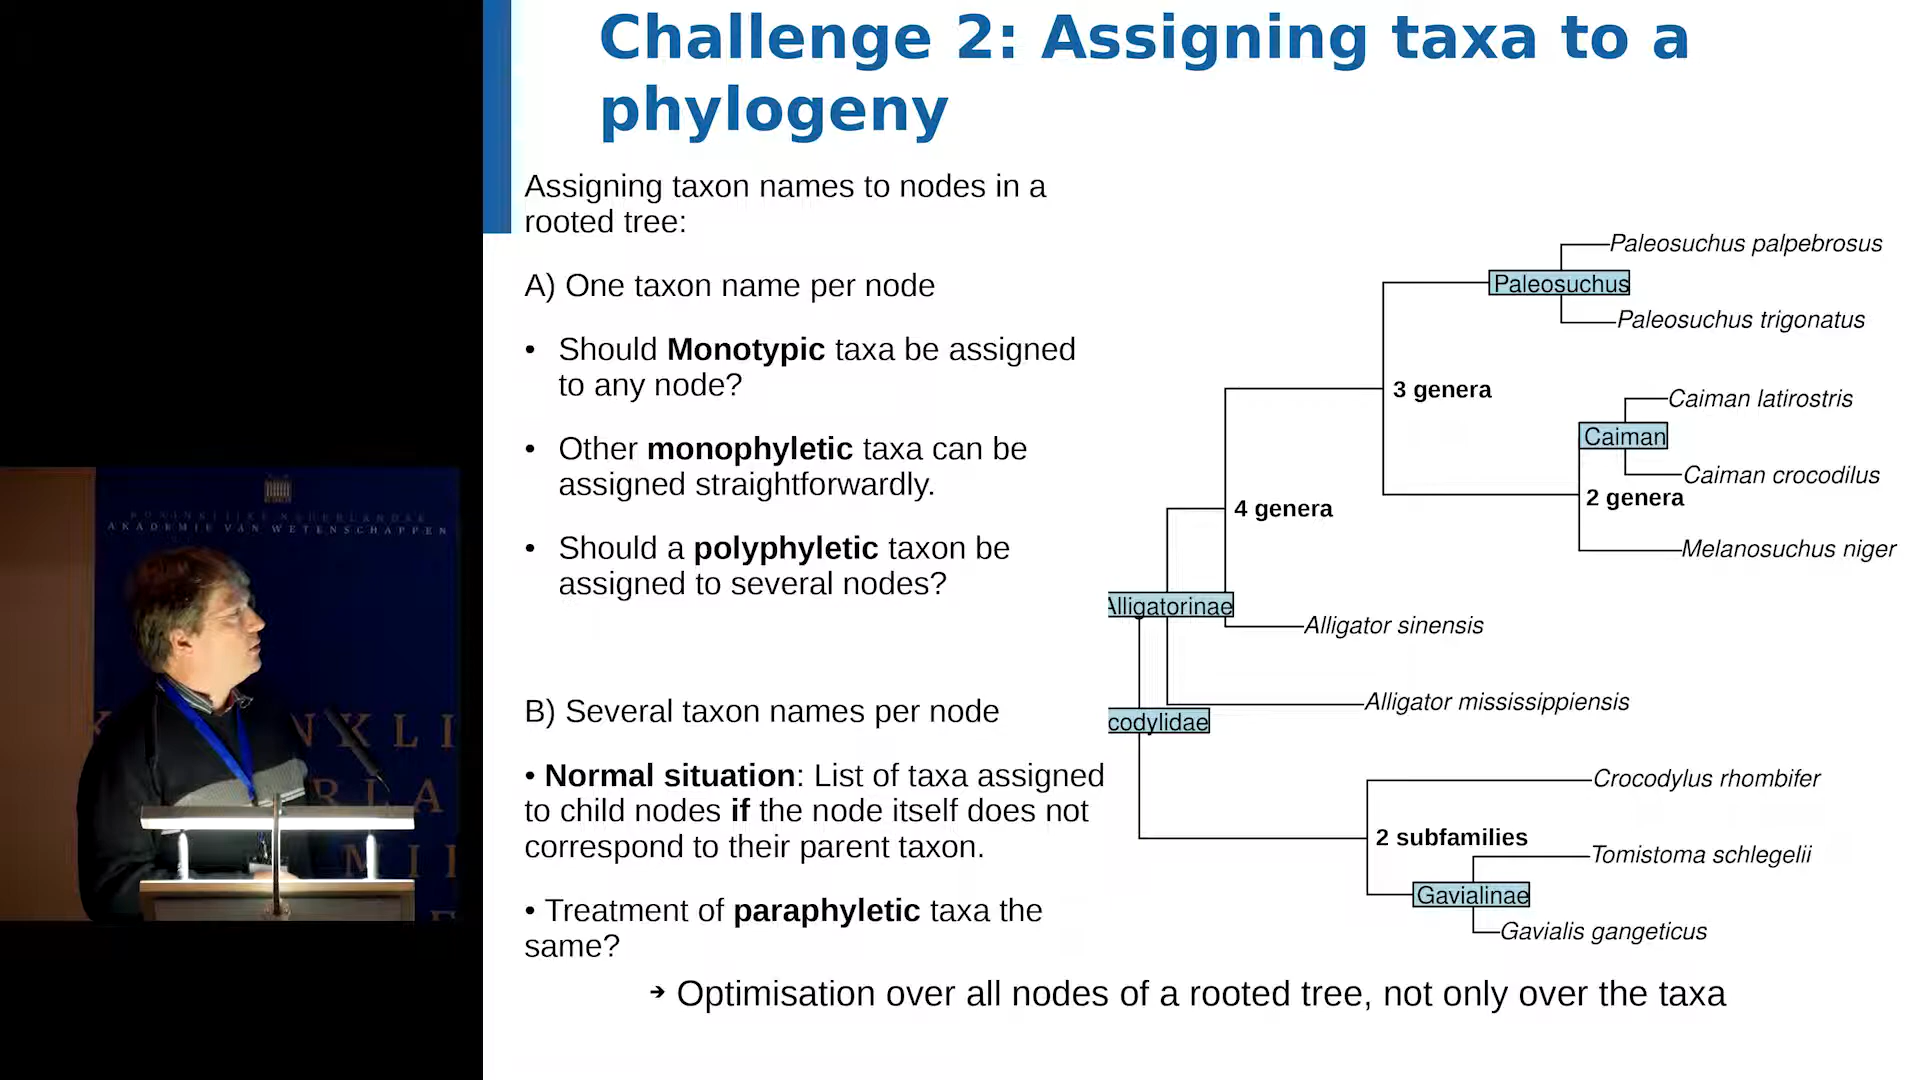 Challenge 2: Assigning taxa to a
phylogeny
Assigning taxon names to nodes in a
rooted tree:
A) One taxon name per node
• Should Monotypic taxa be assigned
to any node?
• Other monophyletic taxa can be
assigned straightforwardly.
• Should a polyphyletic taxon be
assigned to several nodes?
B) Several taxon names per node
• Normal situation: List of taxa assigned
to child nodes if the node itself does not
correspond to their parent taxon.
• Treatment of paraphyletic taxa the
same?
→ Optimisation over all nodes of a rooted tree, not only over the taxa
Paleosuchus palpebrosus
Paleosuchus
Paleosuchus trigonatus
3 genera
Caiman latirostris
Caiman
Caiman crocodilus
2 genera
4 genera
Melanosuchus niger
Alligatorinae
Alligator sinensis
Alligator mississippiensis
codylidae
Crocodylus rhombifer
2 subfamilies
Tomistoma schlegelii
Gavialinae
Gavialis gangeticus
KONINKLIJKE NEDERLANDSE
AKADEMIE VAN WETENSCHAPPEN